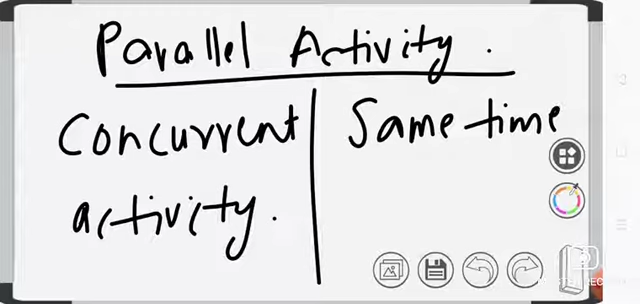 Parallel Activity.
Concurrent
activity.
Same time